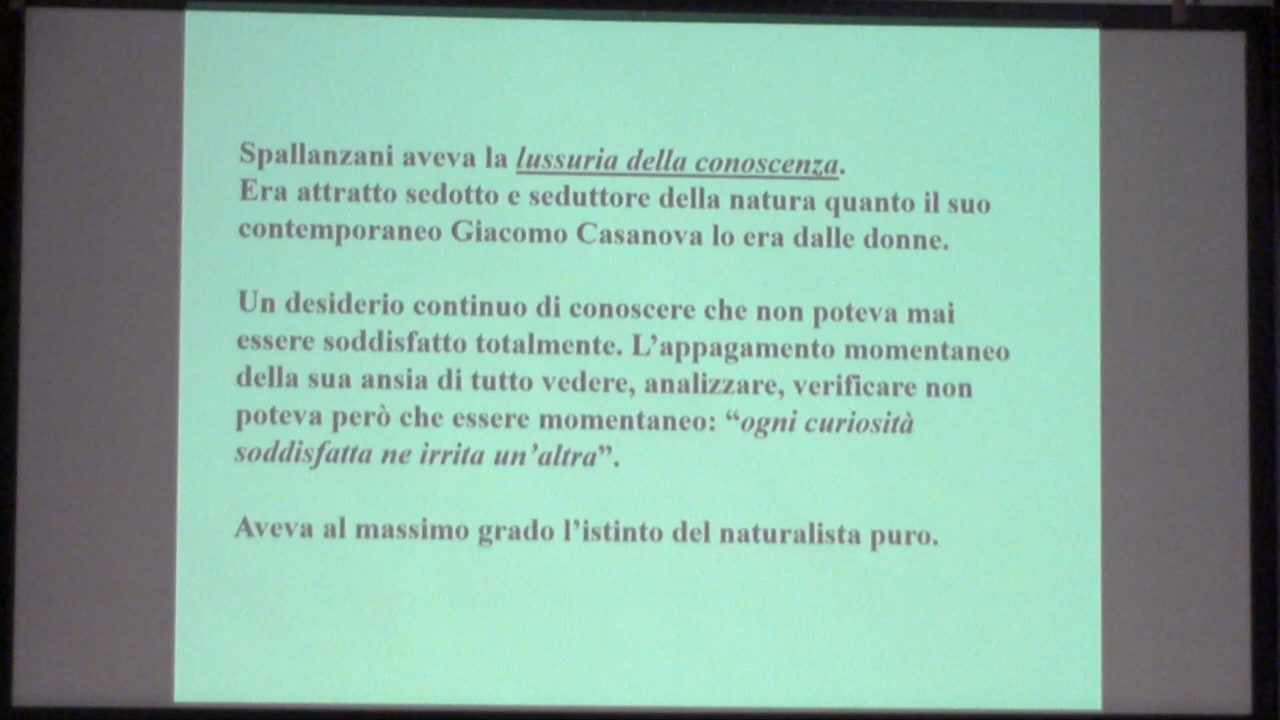 Spallanzani aveva la lussuria della conoscenza.
Era attratto sedotto e seduttore della natura quanto il suo
contemporaneo Giacomo Casanova lo era dalle donne.
Un desiderio continuo di conoscere che non poteva mai
essere soddisfatto totalmente. L’appagamento momentaneo
della sua ansia di tutto vedere, analizzare, verificare non
poteva però che essere momentaneo: “ogni curiosità
soddisfatta ne irrita un’altra”.
Aveva al massimo grado l’istinto del naturalista puro.